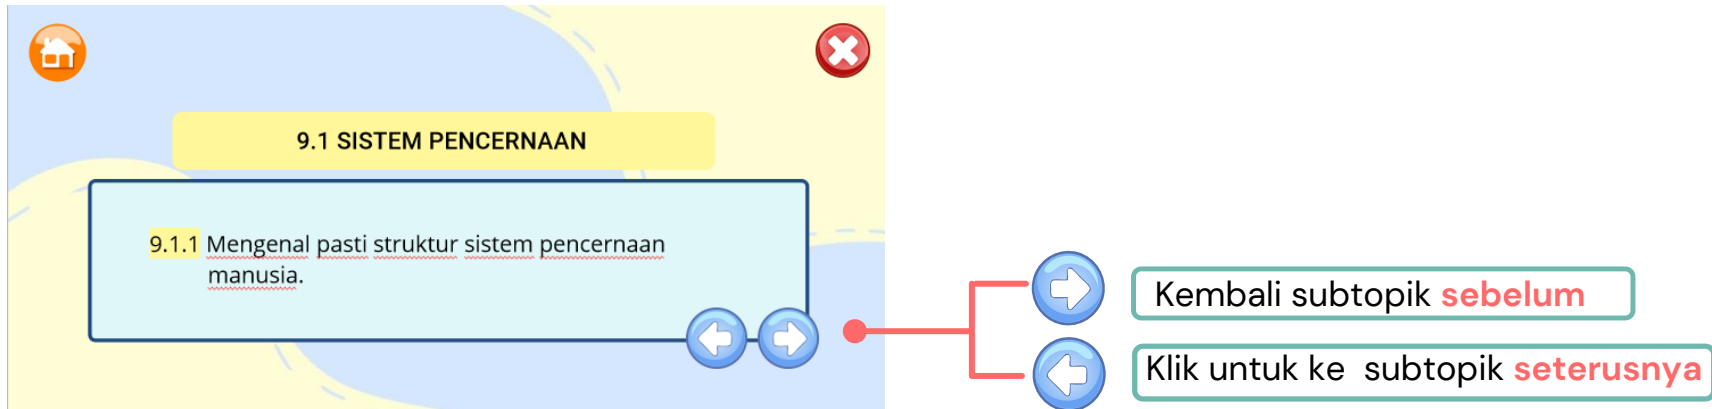 9.1 SISTEM PENCERNAAN
9.1.1 Mengenal pasti struktur sistem pencernaan
manusia.
Kembali subtopik sebelum
Klik untuk ke subtopik seterusnya